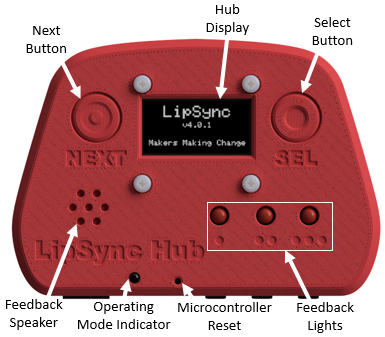 Next
Button
Hub
Display
Select
Button
LipSync
v4.0.1
Makers Making Change
NEXT
SEL
LipSync Hub
Feedback
Speaker
Operating
Mode Indicator
Microcontroller
Reset
Feedback
Lights